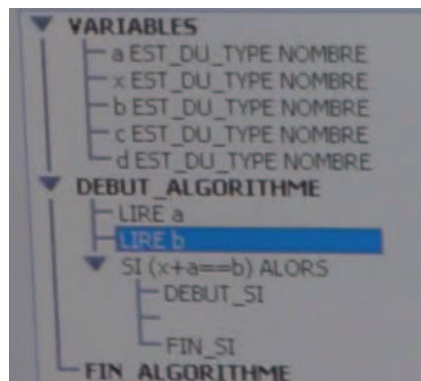 VARIABLES
a EST_DU_TYPE NOMBRE
x EST_DU_TYPE NOMBRE
b EST_DU_TYPE NOMBRE
c EST_DU_TYPE NOMBRE
d EST_DU_TYPE NOMBRE
DEBUT_ALGORITHME
LIRE a
LIRE b
SI (x+a==b) ALORS
DEBUT_SI
FIN_SI
FIN_ALGORITHME